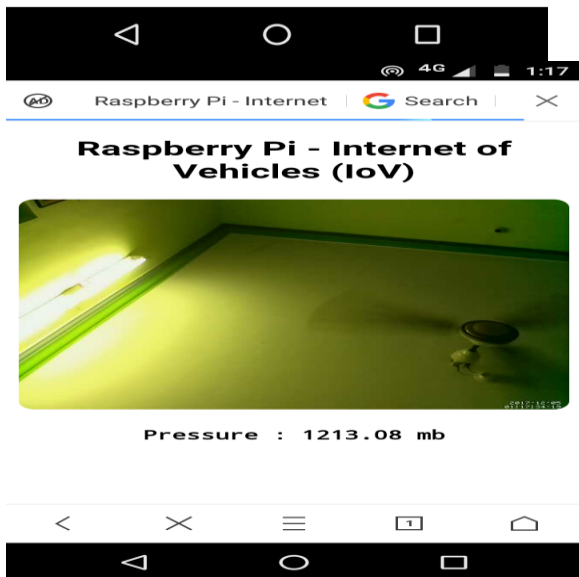 4G 1:17
Raspberry Pi - Internet Search
Raspberry Pi - Internet of
Vehicles (IoV)
Pressure : 1213.08 mb
1